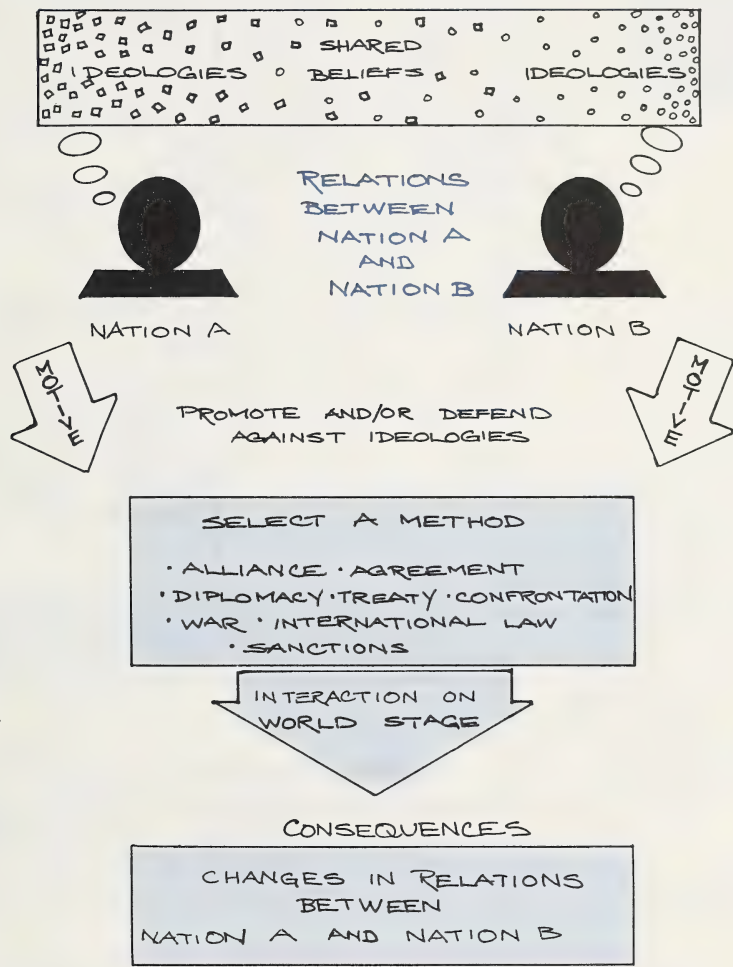 SHARED
IDEOLOGIES BELIEFS IDEOLOGIES
RELATIONS
BETWEEN
NATION A
AND
NATION B
NATION A NATION B
MOTIVE MOTIVE
PROMOTE AND/OR DEFEND
AGAINST IDEOLOGIES
SELECT A METHOD
· ALLIANCE · AGREEMENT
· DIPLOMACY · TREATY · CONFRONTATION
· WAR · INTERNATIONAL LAW
· SANCTIONS
INTERACTION ON
WORLD STAGE
CONSEQUENCES
CHANGES IN RELATIONS
BETWEEN
NATION A AND NATION B